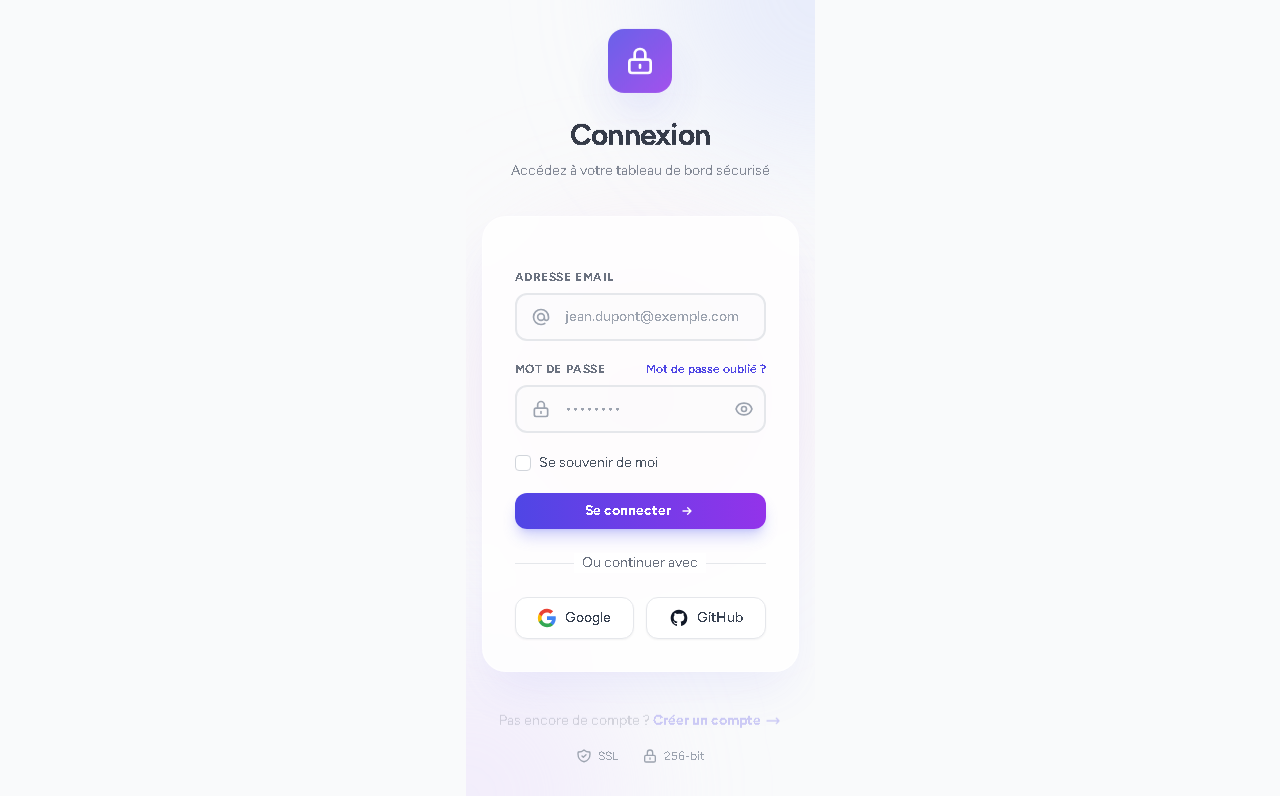 Connexion
Accédez à votre tableau de bord sécurisé
ADRESSE EMAIL
jean.dupont@exemple.com
MOT DE PASSE Mot de passe oublié ?
••••••••
Se souvenir de moi
Se connecter →
Ou continuer avec
Google GitHub
Pas encore de compte ? Créer un compte →
SSL 256-bit